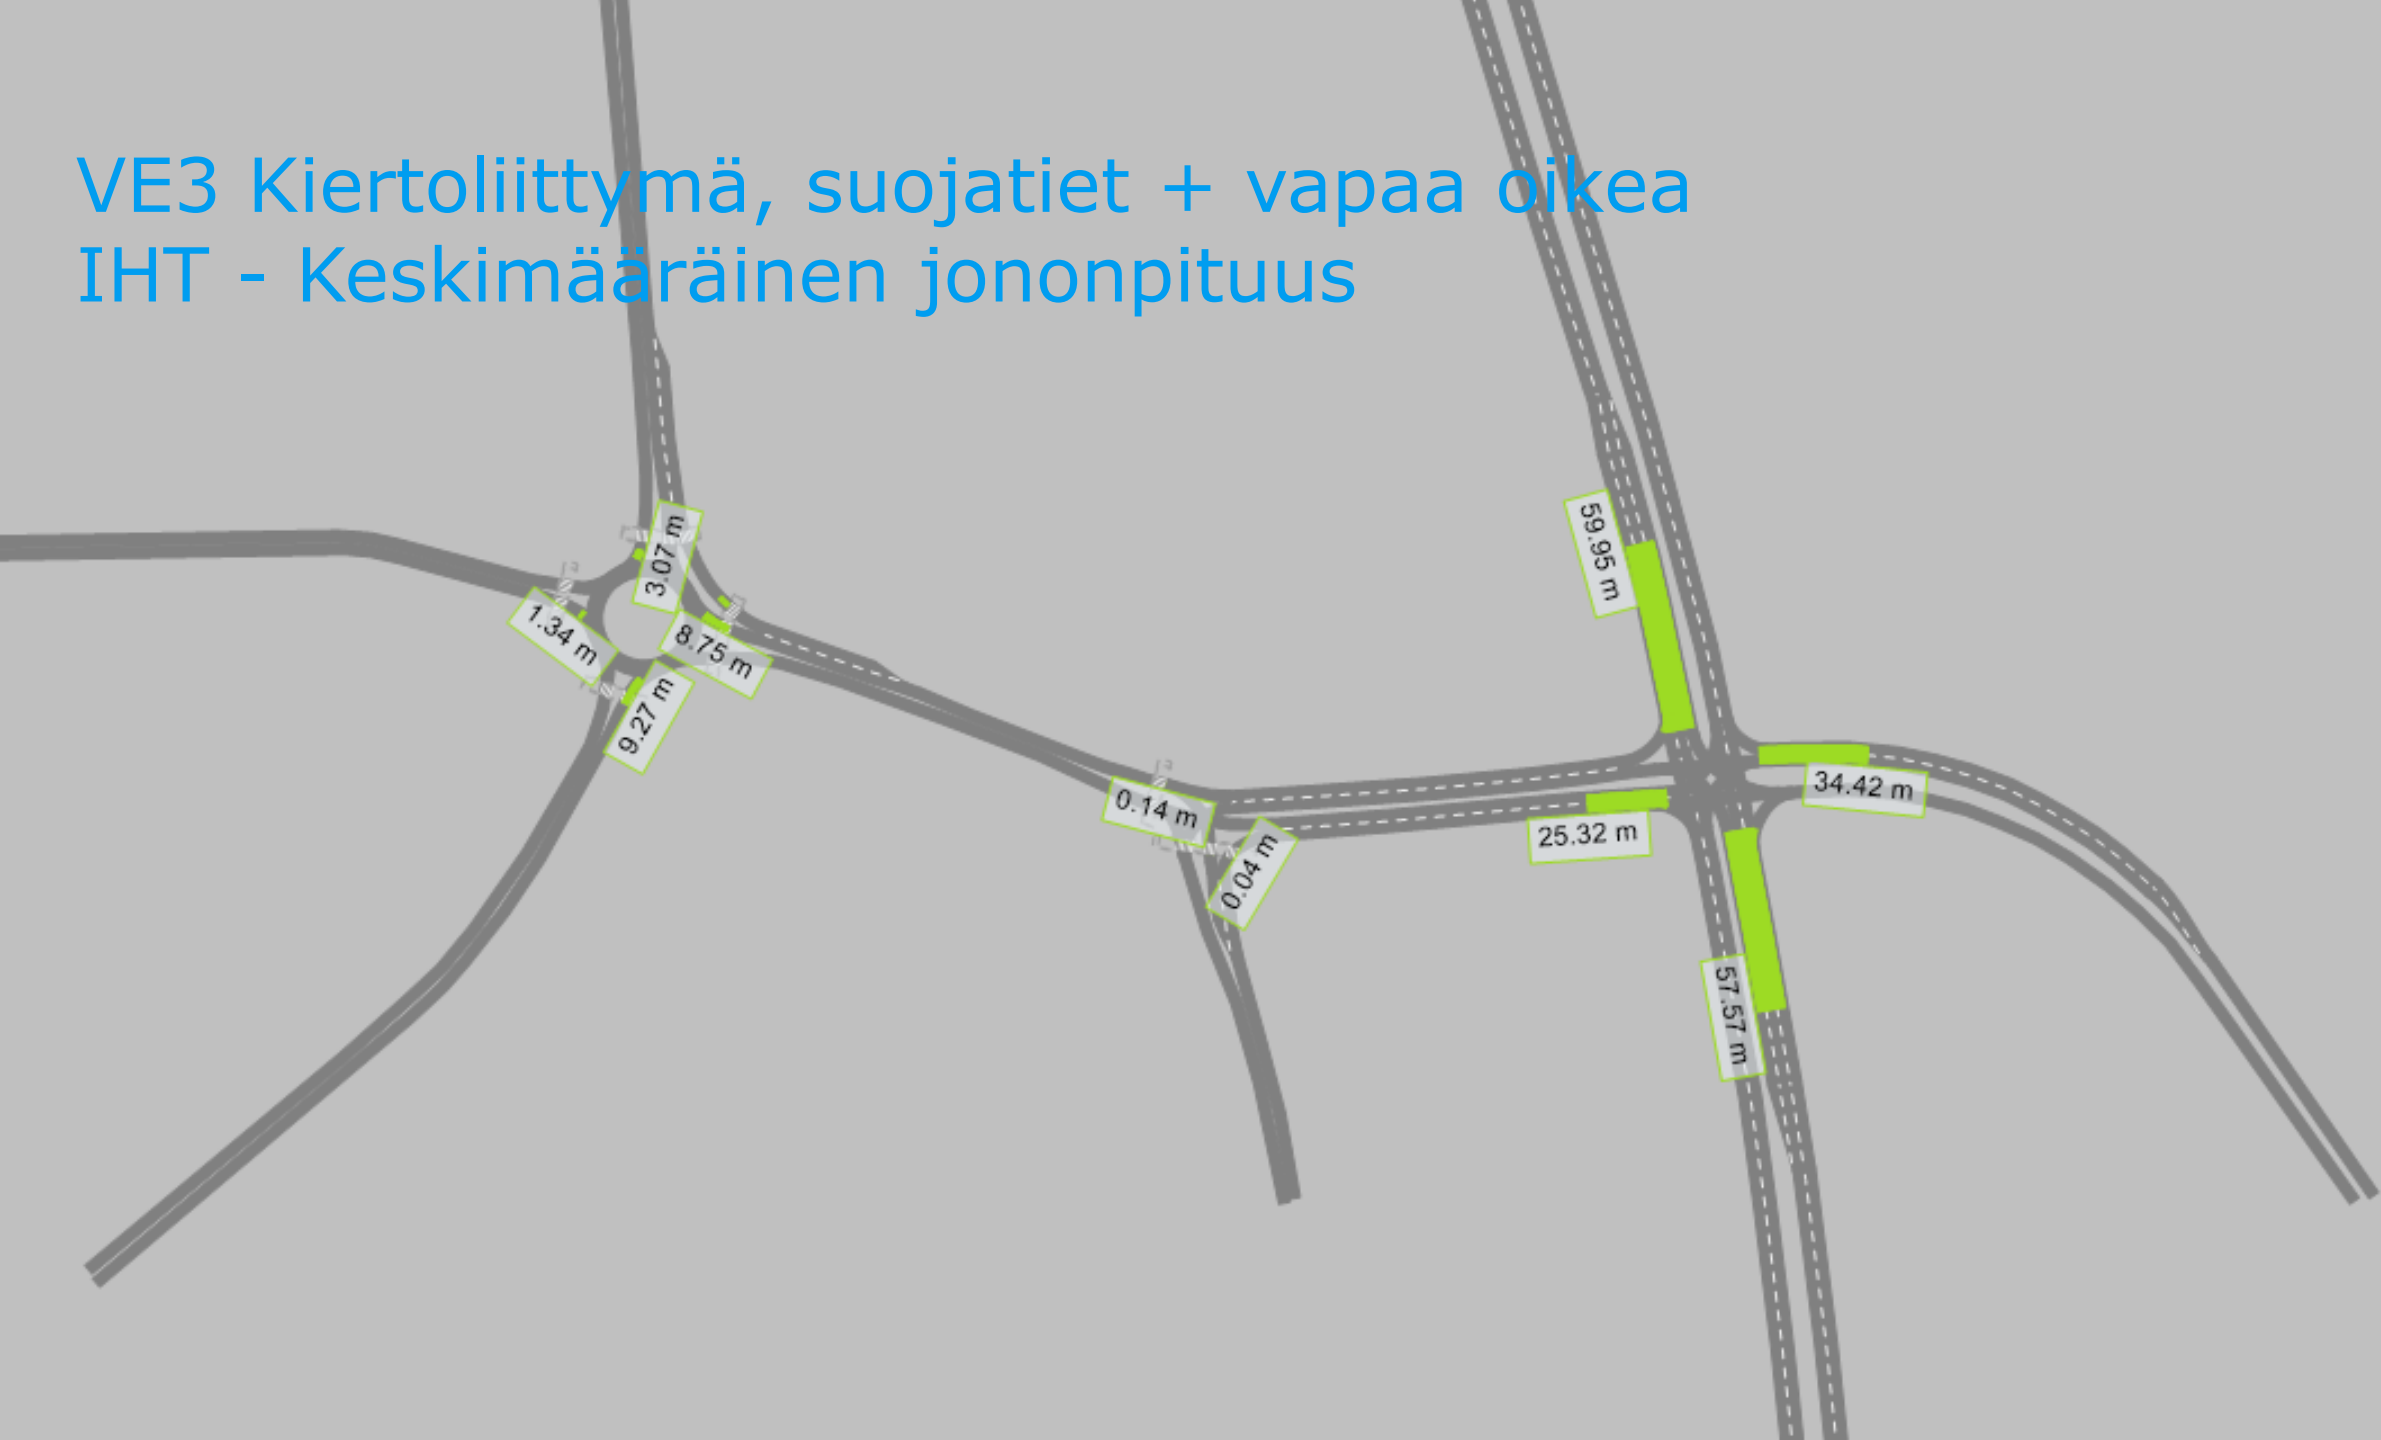 VE3 Kiertoliittymä, suojatiet + vapaa oikea
IHT - Keskimääräinen jononpituus
3.07 m
59.95 m
1.34 m
8.75 m
9.27 m
0.14 m
34.42 m
25.32 m
0.04 m
57.57 m